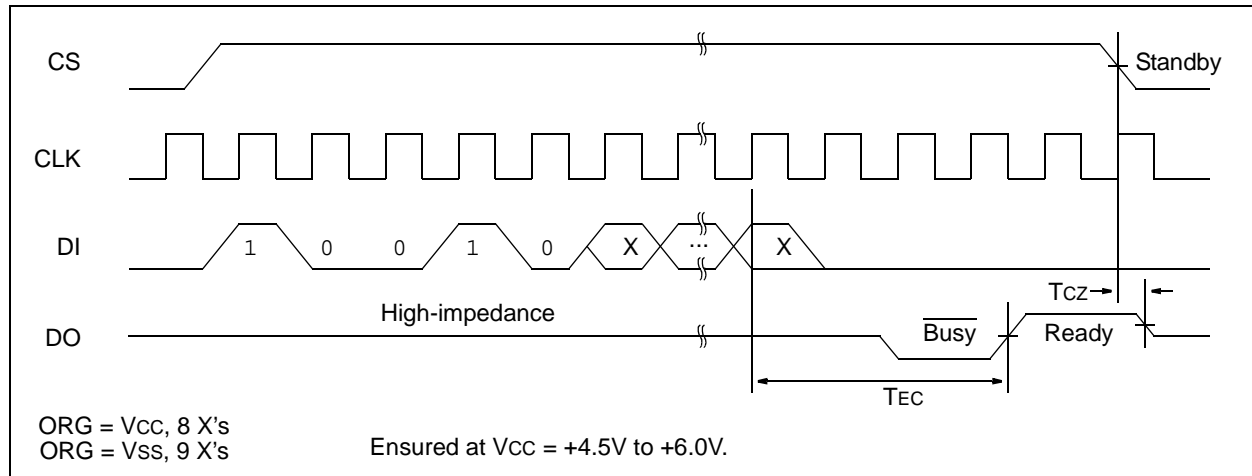 CS
Standby
CLK
DI
1 0 0 1 0 X ... X
TCZ
High-impedance
DO
Busy
Ready
TEC
ORG = VCC, 8 X's
ORG = VSS, 9 X's
Ensured at VCC = +4.5V to +6.0V.